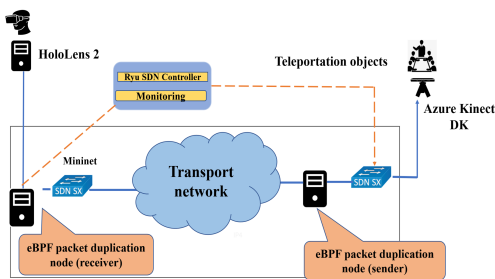 HoloLens 2
Ryu SDN Controller
Monitoring
Teleportation objects
Azure Kinect
DK
Mininet
SDN SX
Transport
network
SDN SX
eBPF packet duplication
node (receiver)
eBPF packet duplication
node (sender)